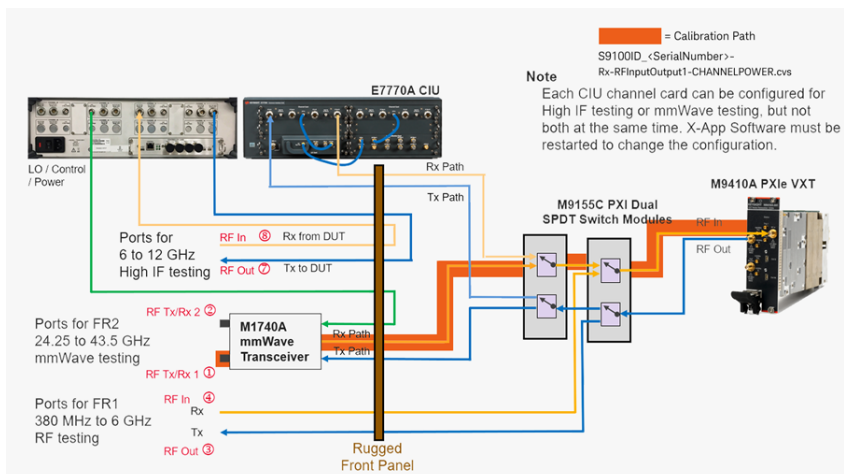 = Calibration Path
S9100ID_<SerialNumber>-
Rx-RFInputOutput1-CHANNELPOWER.cvs
Note
Each CIU channel card can be configured for
High IF testing or mmWave testing, but not
both at the same time. X-App Software must be
restarted to change the configuration.
E7770A CIU
LO / Control
/ Power
Rx Path
Tx Path
M9410A PXIe VXT
M9155C PXI Dual
SPDT Switch Modules
RF In
RF Out
Ports for
6 to 12 GHz
High IF testing
RF In ⑧ Rx from DUT
RF Out ⑦ Tx to DUT
Ports for FR2
24.25 to 43.5 GHz
mmWave testing
RF Tx/Rx 2 ②
M1740A
mmWave
Transceiver
Rx Path
Tx Path
RF Tx/Rx 1 ①
Ports for FR1
380 MHz to 6 GHz
RF testing
RF In ④
Rx
Tx
RF Out ③
Rugged
Front Panel